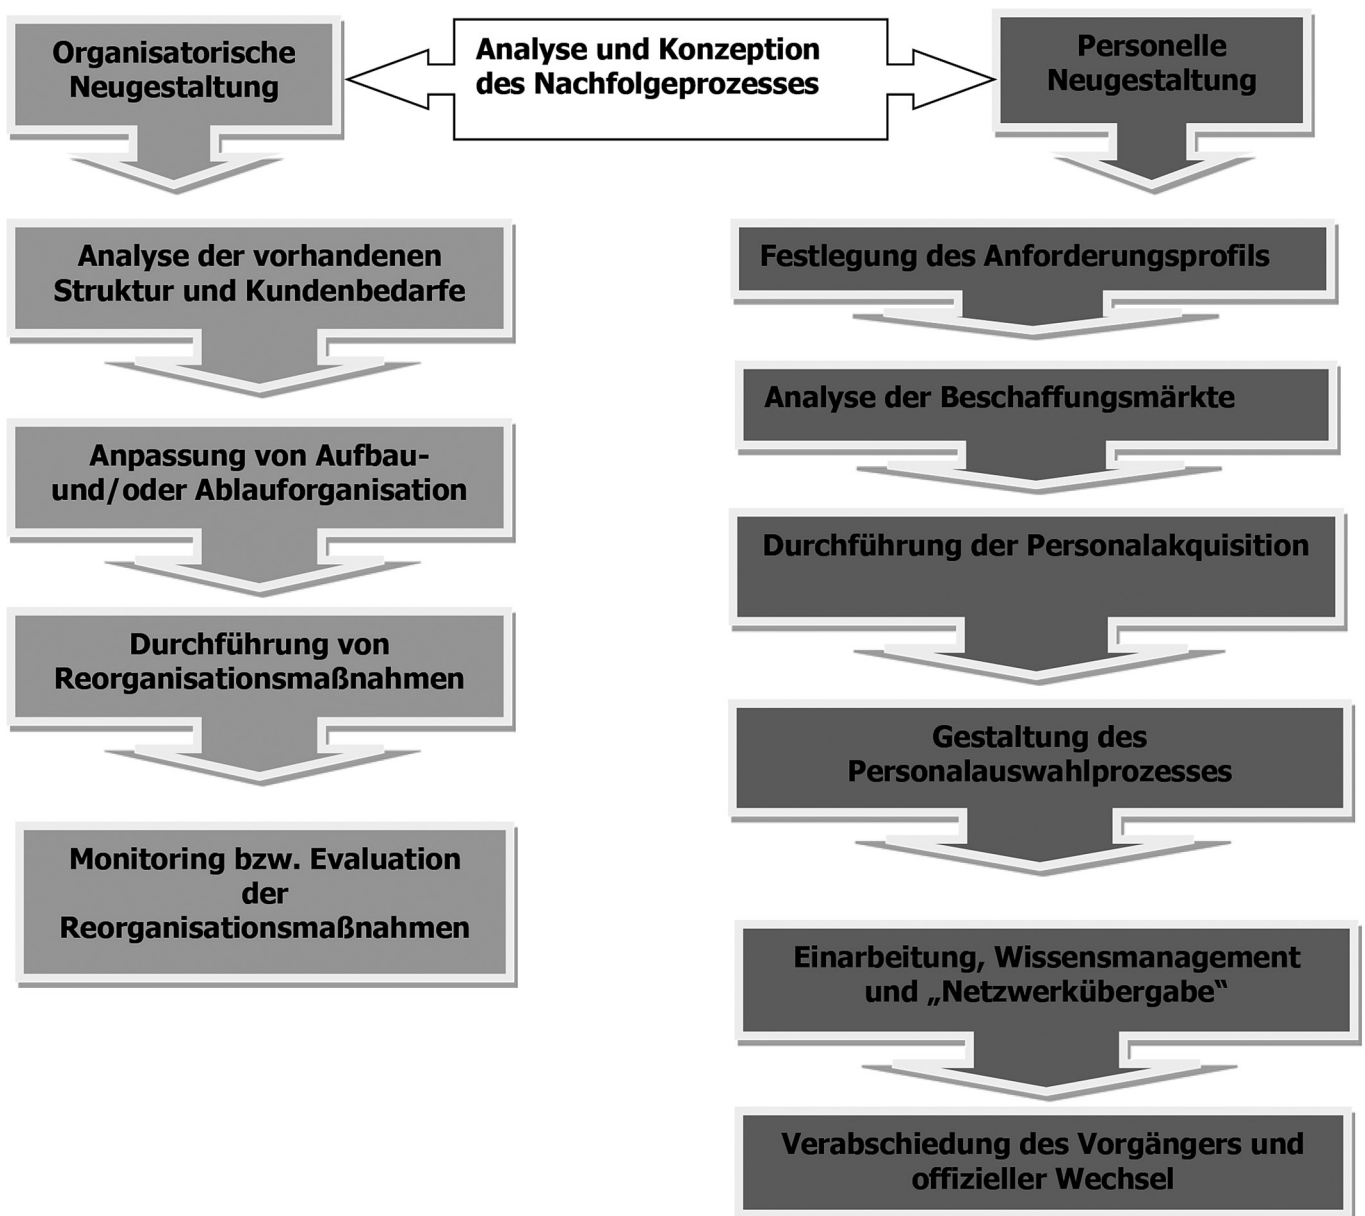 Organisatorische
Neugestaltung
Analyse und Konzeption
des Nachfolgeprozesses
Personelle
Neugestaltung
Analyse der vorhandenen
Struktur und Kundenbedarfe
Anpassung von Aufbau-
und/oder Ablauforganisation
Durchführung von
Reorganisationsmaßnahmen
Monitoring bzw. Evaluation
der
Reorganisationsmaßnahmen
Festlegung des Anforderungsprofils
Analyse der Beschaffungsmärkte
Durchführung der Personalakquisition
Gestaltung des
Personalauswahlprozesses
Einarbeitung, Wissensmanagement
und „Netzwerkübergabe“
Verabschiedung des Vorgängers und
offizieller Wechsel